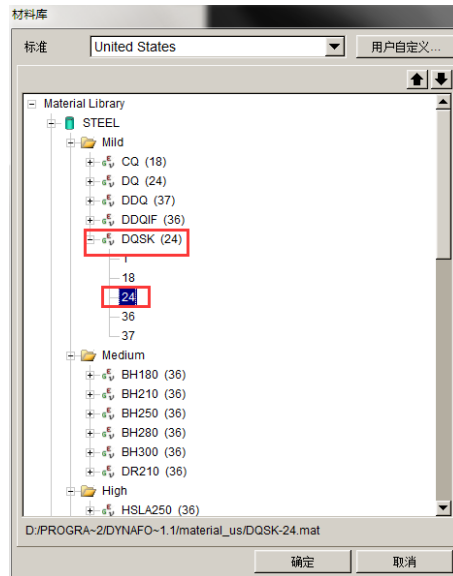 材料库
标准 United States 用户自定义...
Material Library
STEEL
Mild
CQ (18)
DQ (24)
DDQ (37)
DDQIF (36)
DQSK (24)
18
24
36
37
Medium
BH180 (36)
BH210 (36)
BH250 (36)
BH280 (36)
BH300 (36)
DR210 (36)
High
HSLA250 (36)
D:/PROGRA~2/DYNAFO~1.1/material_us/DQSK-24.mat
确定 取消